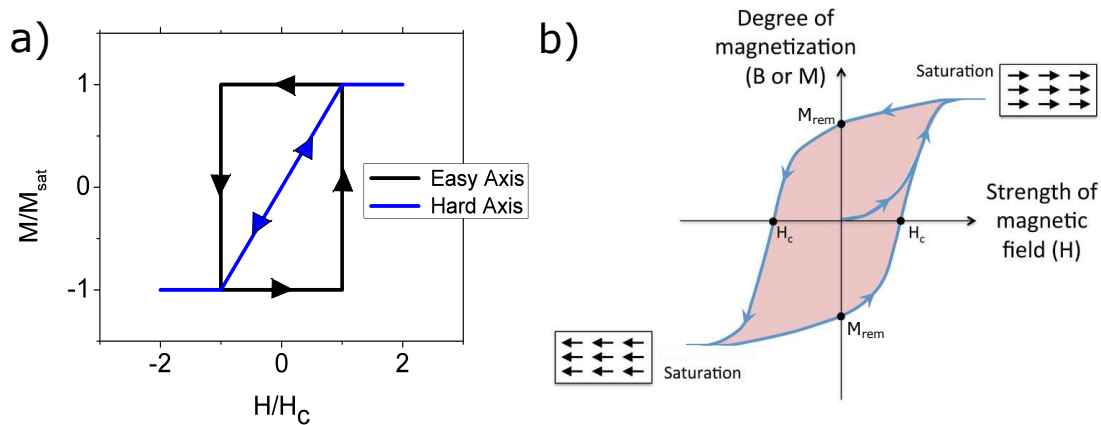 a)
M/M_sat
1
0
-1
-2
0
2
H/H_C
Easy Axis
Hard Axis
b)
Degree of
magnetization
(B or M)
Saturation
M_rem
Strength of
magnetic
field (H)
H_c
H_c
M_rem
Saturation